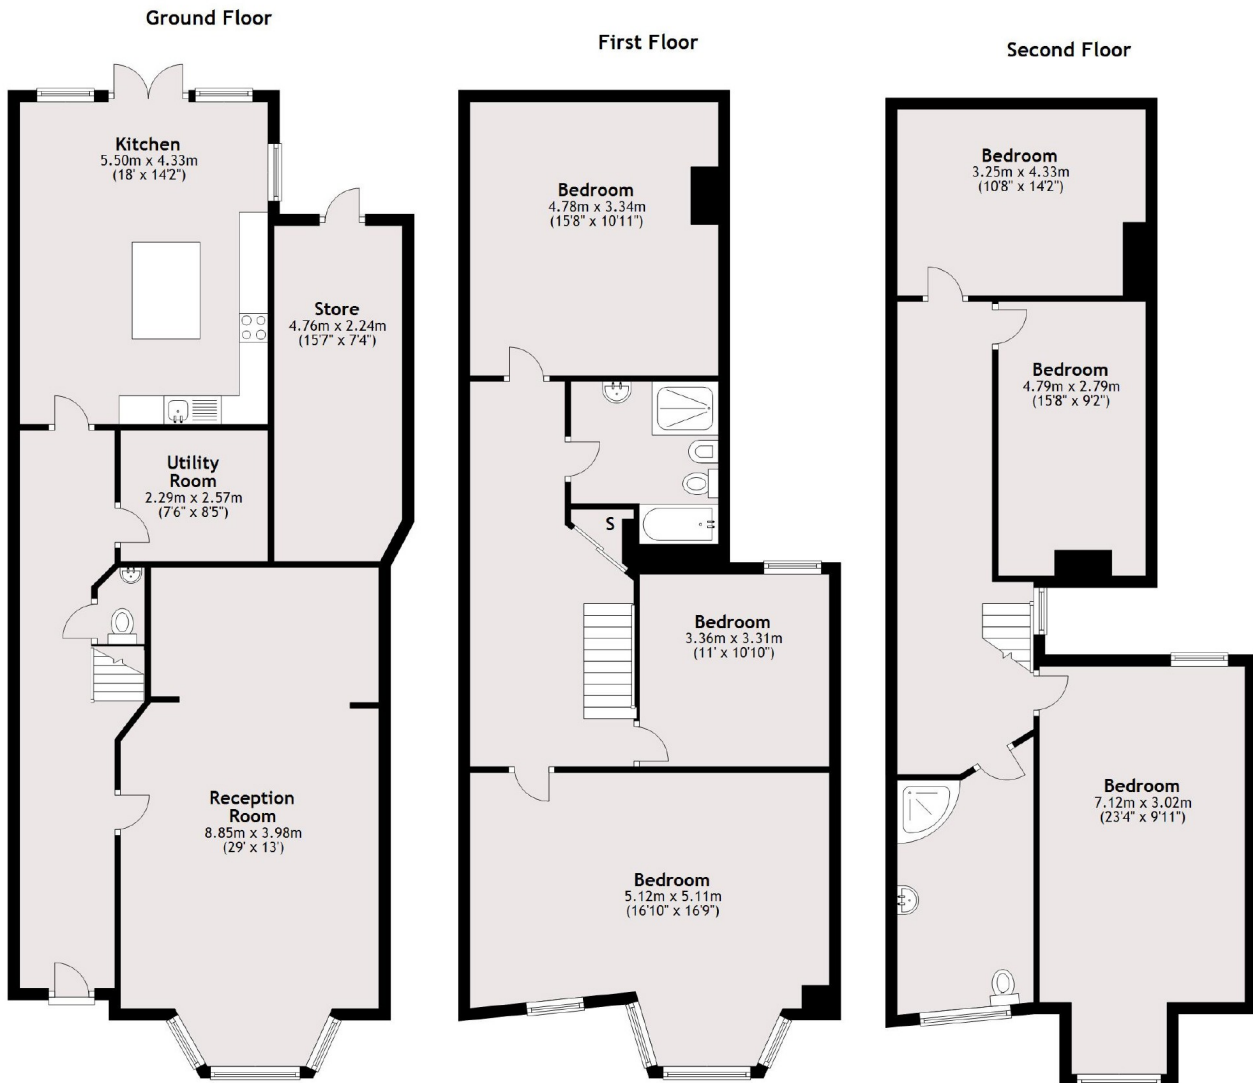 Ground Floor
First Floor
Second Floor
Kitchen
5.50m x 4.33m
(18' x 14'2")
Store
4.76m x 2.24m
(15'7" x 7'4")
Utility
Room
2.29m x 2.57m
(7'6" x 8'5")
Reception
Room
8.85m x 3.98m
(29' x 13')
Bedroom
4.78m x 3.34m
(15'8" x 10'11")
S
Bedroom
3.36m x 3.31m
(11' x 10'10")
Bedroom
5.12m x 5.11m
(16'10" x 16'9")
Bedroom
3.25m x 4.33m
(10'8" x 14'2")
Bedroom
4.79m x 2.79m
(15'8" x 9'2")
Bedroom
7.12m x 3.02m
(23'4" x 9'11")